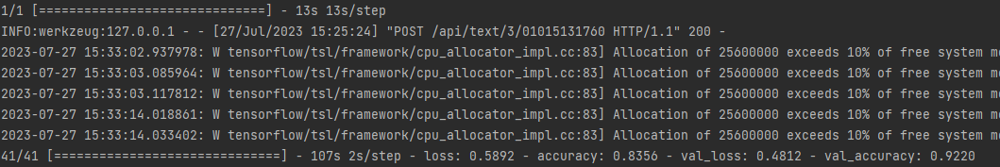 1/1 [==============================] - 13s 13s/step
INFO:werkzeug:127.0.0.1 - - [27/Jul/2023 15:25:24] "POST /api/text/3/01015131760 HTTP/1.1" 200 -
2023-07-27 15:33:02.937978: W tensorflow/tsl/framework/cpu_allocator_impl.cc:83] Allocation of 25600000 exceeds 10% of free system
2023-07-27 15:33:03.085964: W tensorflow/tsl/framework/cpu_allocator_impl.cc:83] Allocation of 25600000 exceeds 10% of free system
2023-07-27 15:33:03.117812: W tensorflow/tsl/framework/cpu_allocator_impl.cc:83] Allocation of 25600000 exceeds 10% of free system
2023-07-27 15:33:14.018861: W tensorflow/tsl/framework/cpu_allocator_impl.cc:83] Allocation of 25600000 exceeds 10% of free system
2023-07-27 15:33:14.033402: W tensorflow/tsl/framework/cpu_allocator_impl.cc:83] Allocation of 25600000 exceeds 10% of free system
41/41 [==============================] - 107s 2s/step - loss: 0.5892 - accuracy: 0.8356 - val_loss: 0.4812 - val_accuracy: 0.9220